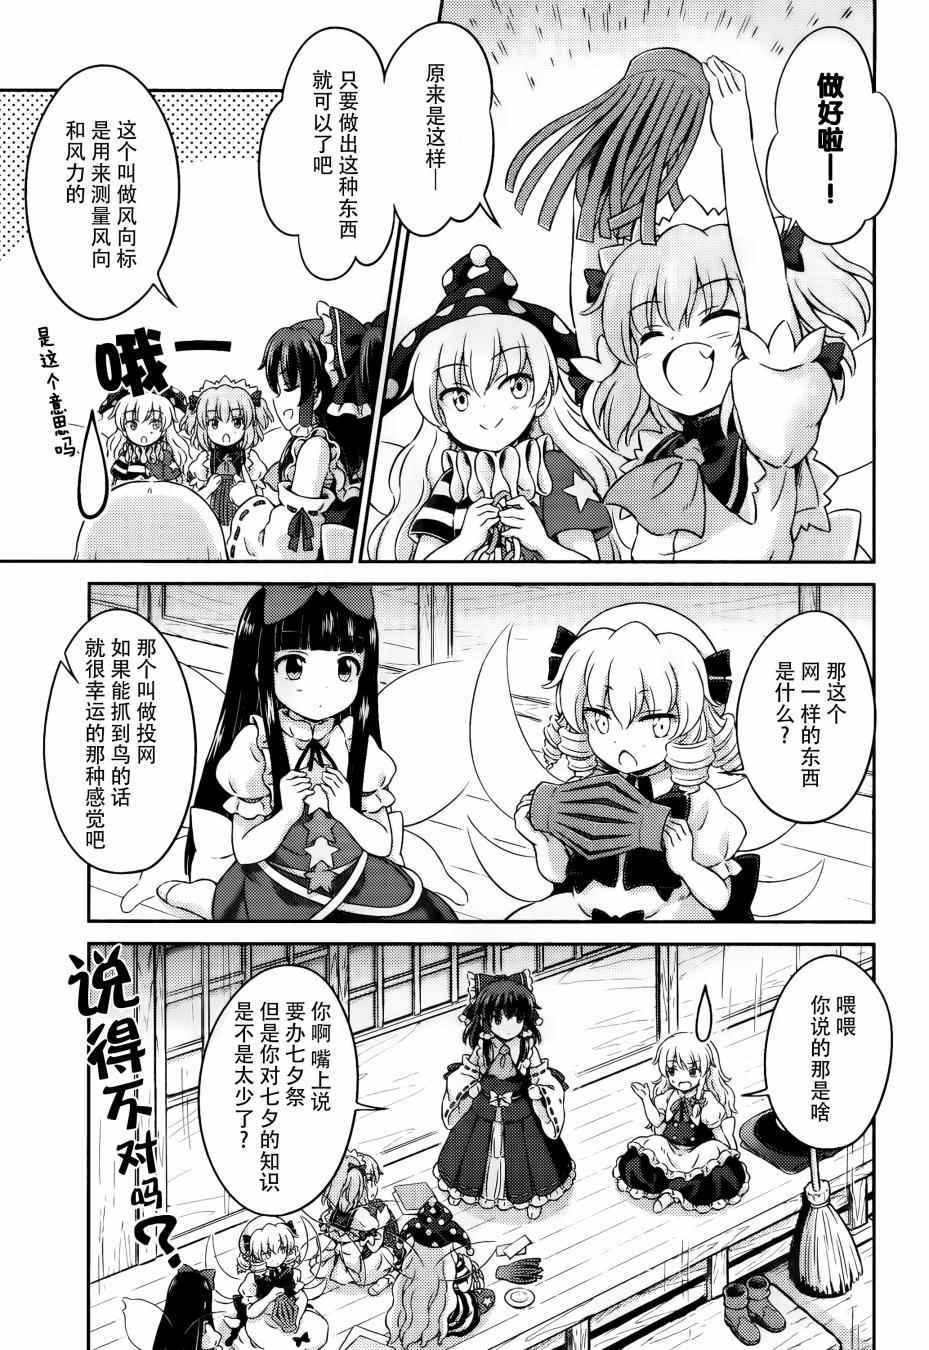 做好啦—!
原来是这样—
只要做出这种东西
就可以了吧
这个叫做风向标
是用来测量风向
和风力的
哦—
是这个意思吗
那这个
网一样的东西
是什么?
那个叫做投网
如果能抓到鸟的话
就很幸运的那种感觉吧
喂喂
你说的那是啥
你啊 嘴上说
要办七夕祭
但是你对七夕的知识
是不是太少了?
说得不对吗?